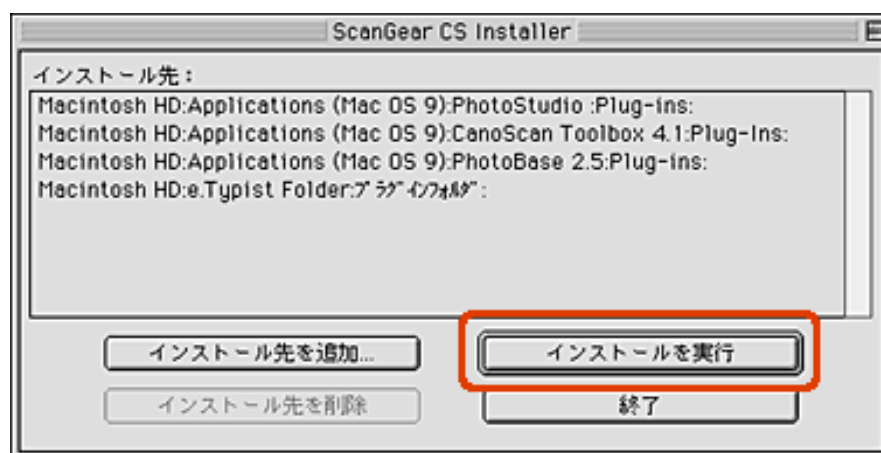 ScanGear CS Installer
インストール先：
Macintosh HD:Applications (Mac OS 9):PhotoStudio :Plug-ins:
Macintosh HD:Applications (Mac OS 9):CanoScan Toolbox 4.1:Plug-Ins:
Macintosh HD:Applications (Mac OS 9):PhotoBase 2.5:Plug-ins:
Macintosh HD:e.Typist Folder:ﾌﾟﾗｸﾞｲﾝﾌｫﾙﾀﾞ:
インストール先を追加...
インストールを実行
インストール先を削除
終了